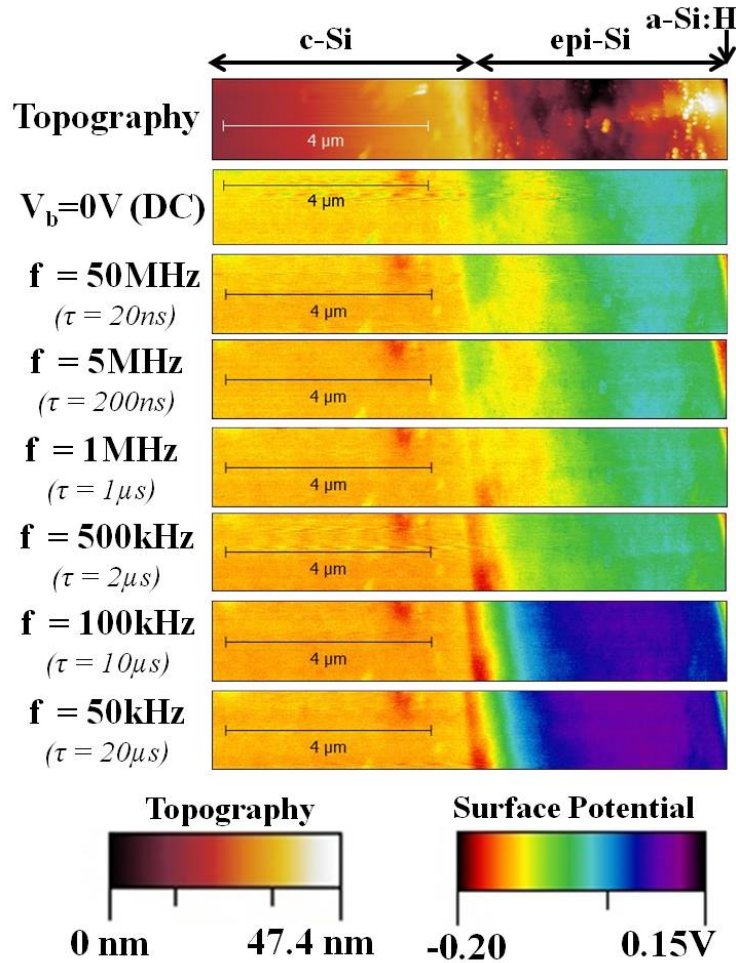 c-Si
epi-Si
a-Si:H
Topography
4 µm
V_b=0V (DC)
4 µm
f = 50MHz
(τ = 20ns)
4 µm
f = 5MHz
(τ = 200ns)
4 µm
f = 1MHz
(τ = 1µs)
4 µm
f = 500kHz
(τ = 2µs)
4 µm
f = 100kHz
(τ = 10µs)
4 µm
f = 50kHz
(τ = 20µs)
4 µm
Topography
Surface Potential
0 nm
47.4 nm
-0.20
0.15V